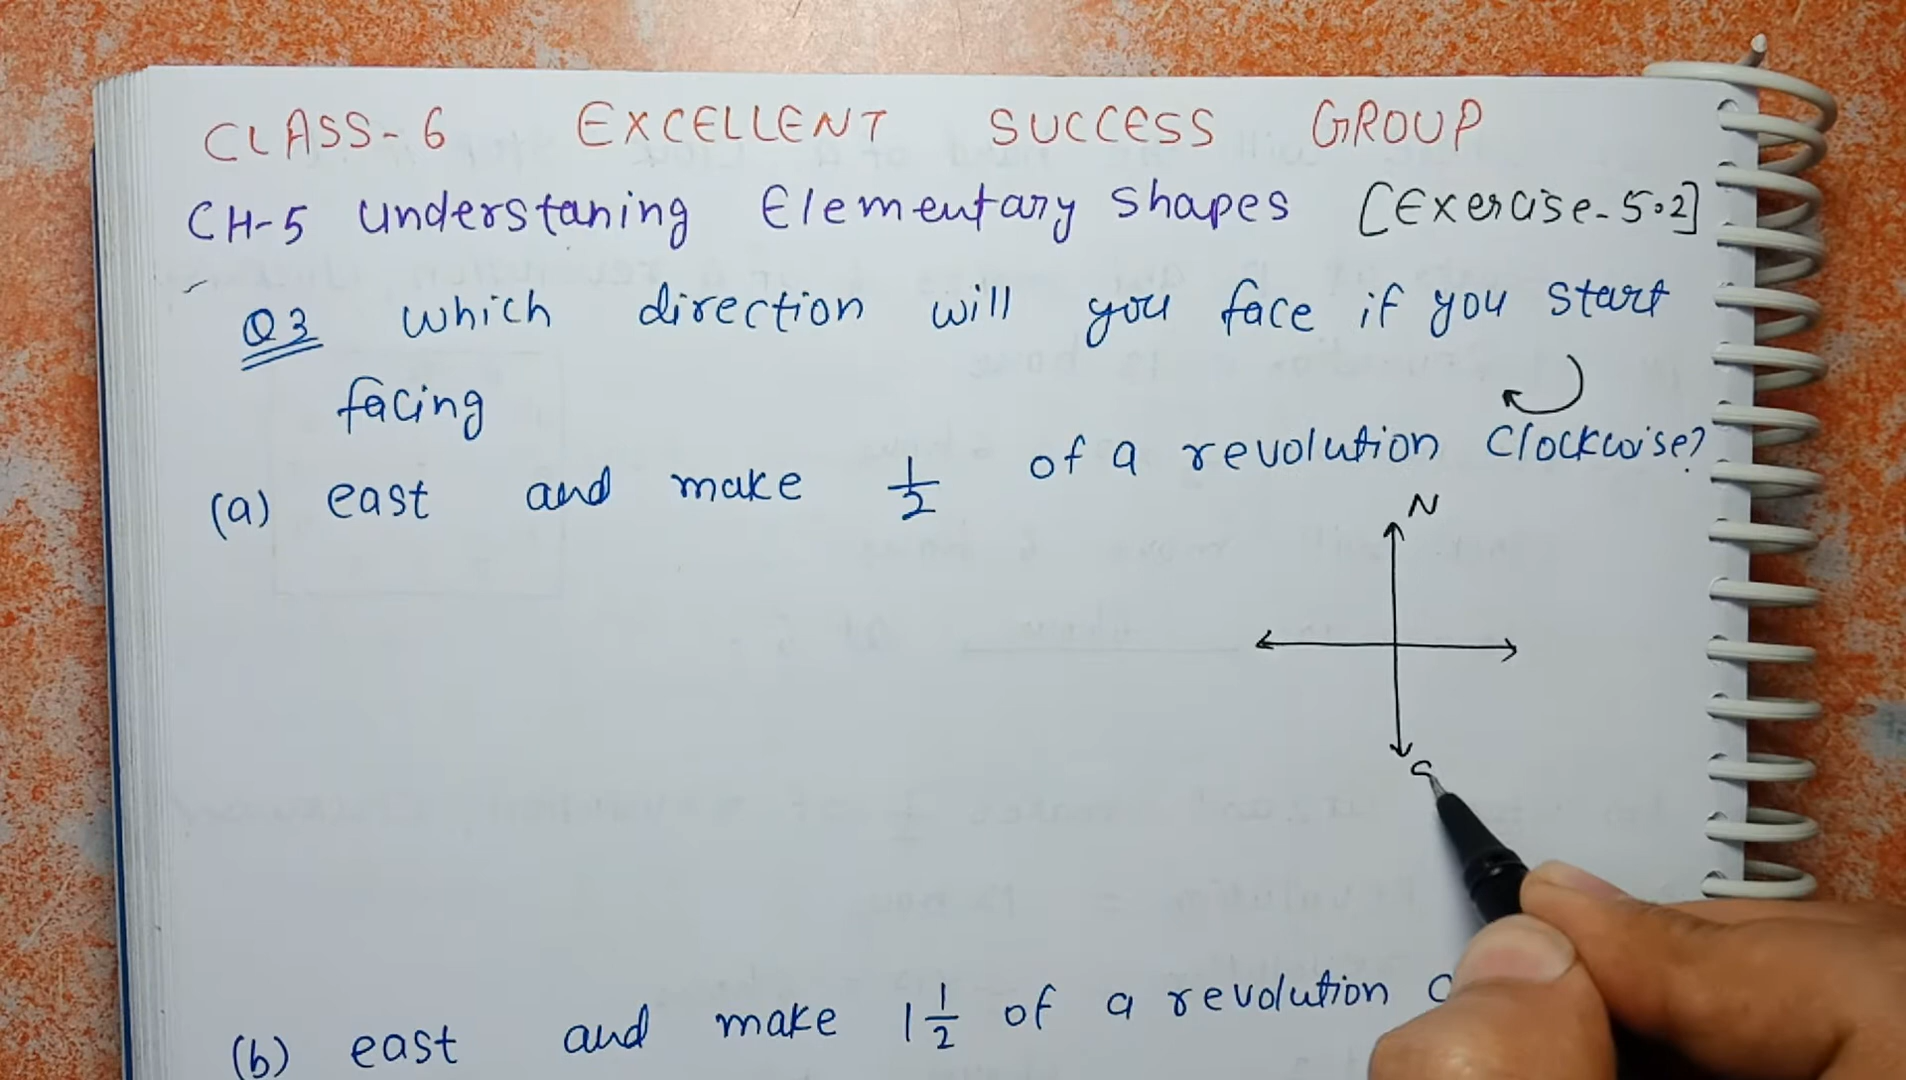 CLASS-6 EXCELLENT SUCCESS GROUP
CH-5 understaning Elementary shapes [Exercise-5.2]
Q3 which direction will you face if you start
facing
(a) east and make 1/2 of a revolution clockwise?
N
S
(b) east and make 1 1/2 of a revolution